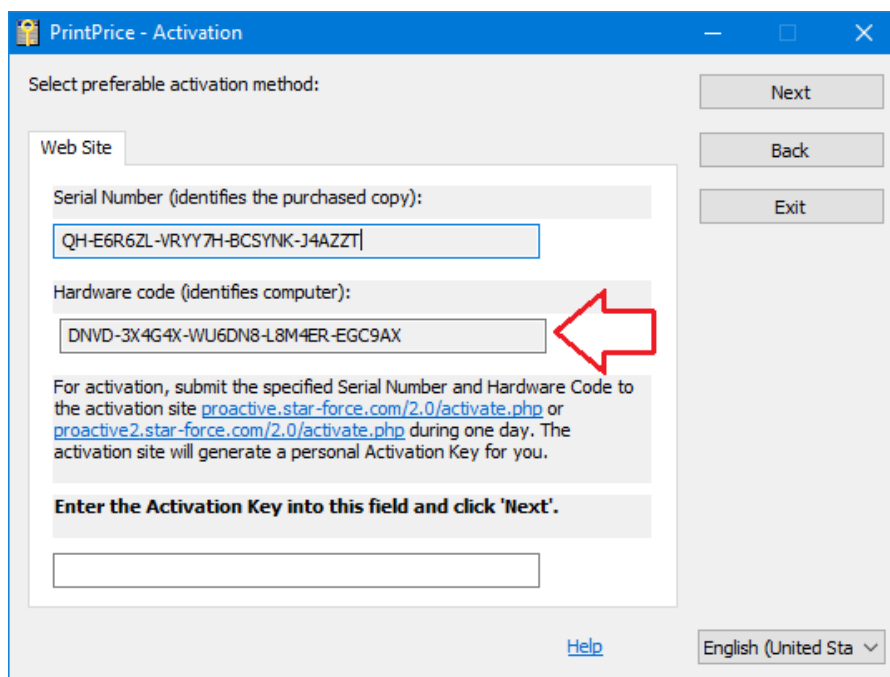 PrintPrice - Activation
Select preferable activation method:
Next
Web Site
Back
Serial Number (identifies the purchased copy):
Exit
QH-E6R6ZL-VRYY7H-BCSYNK-J4AZZT
Hardware code (identifies computer):
DNVD-3X4G4X-WU6DN8-L8M4ER-EGC9AX
For activation, submit the specified Serial Number and Hardware Code to
the activation site proactive.star-force.com/2.0/activate.php or
proactive2.star-force.com/2.0/activate.php during one day. The
activation site will generate a personal Activation Key for you.
Enter the Activation Key into this field and click 'Next'.
Help
English (United Sta